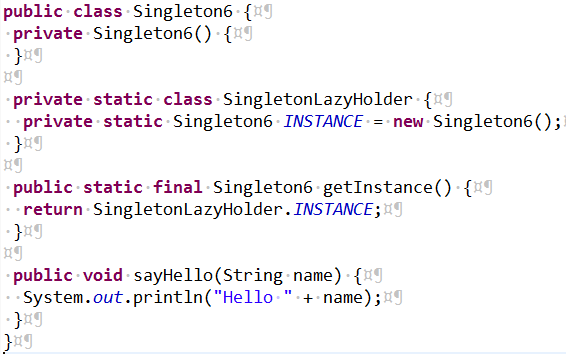 public class Singleton6 {
 private Singleton6() {
 }

 private static class SingletonLazyHolder {
  private static Singleton6 INSTANCE = new Singleton6();
 }

 public static final Singleton6 getInstance() {
  return SingletonLazyHolder.INSTANCE;
 }

 public void sayHello(String name) {
  System.out.println("Hello " + name);
 }
}